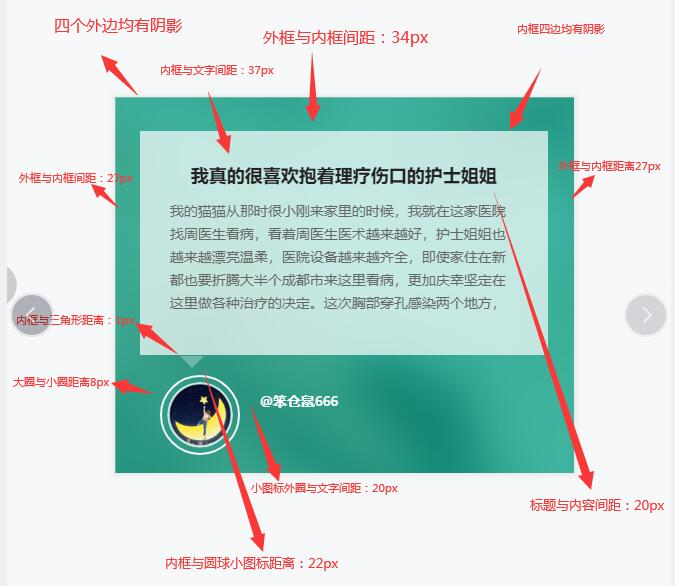 四个外边均有阴影
外框与内框间距：34px
内框四边均有阴影
内框与文字间距：37px
外框与内框间距：27px
外框与内框距离27px
我真的很喜欢抱着理疗伤口的护士姐姐
我的猫猫从那时很小刚来家里的时候，我就在这家医院
找周医生看病，看着周医生医术越来越好，护士姐姐也
越来越漂亮温柔，医院设备越来越齐全，即使家住在新
都也要折腾大半个成都市来这里看病，更加庆幸坚定在
这里做各种治疗的决定。这次胸部穿孔感染两个地方，
内框与三角形距离：1px
大圈与小圈距离8px
@笨仓鼠666
小图标外圈与文字间距：20px
标题与内容间距：20px
内框与圆球小图标距离：22px